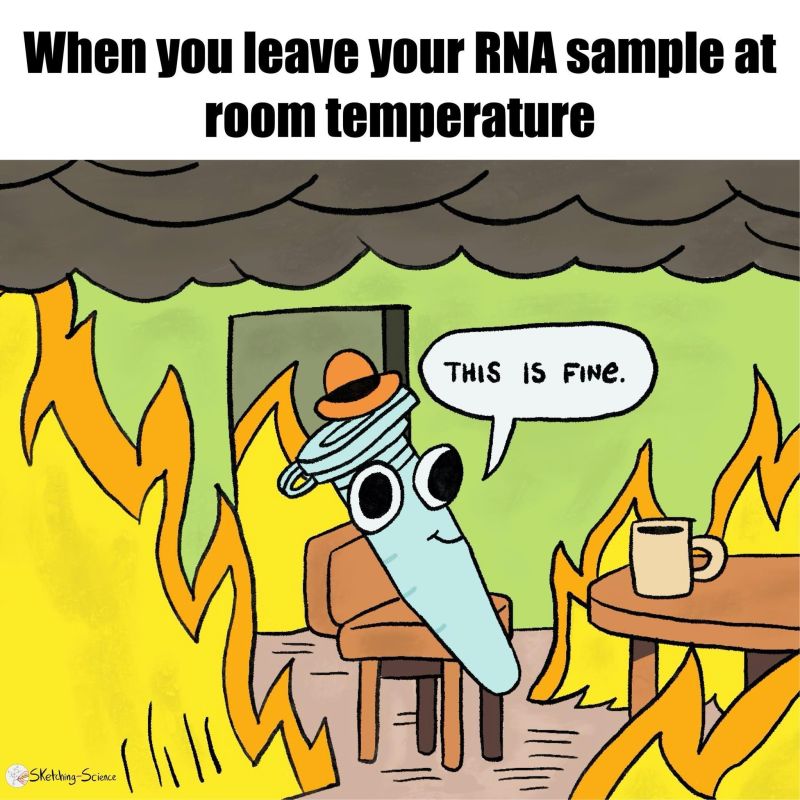 When you leave your RNA sample at
room temperature
THIS IS FINE.
Sketching-Science